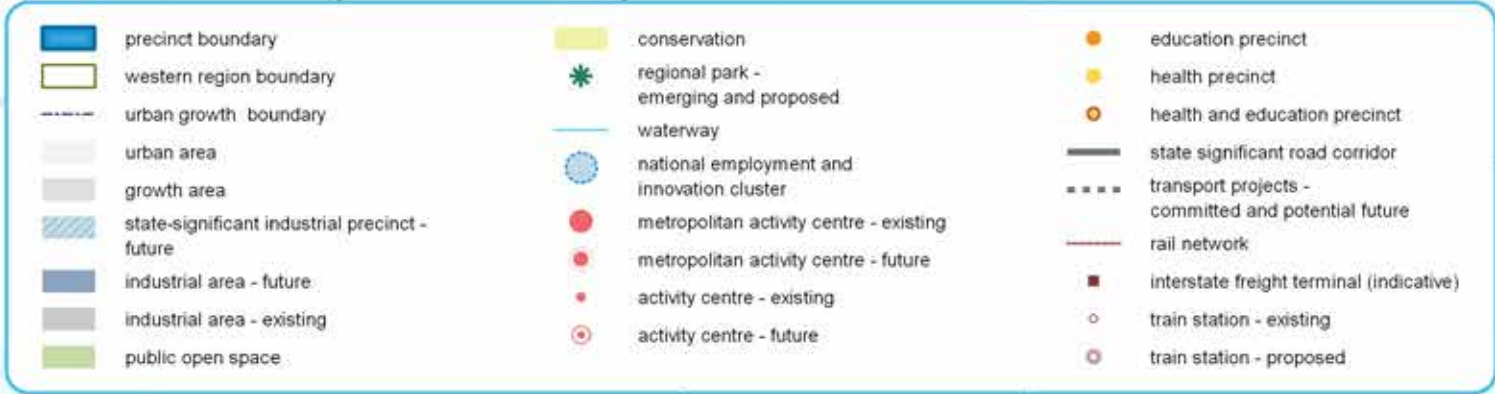 precinct boundary
western region boundary
urban growth boundary
urban area
growth area
state-significant industrial precinct -
future
industrial area - future
industrial area - existing
public open space
conservation
regional park -
emerging and proposed
waterway
national employment and
innovation cluster
metropolitan activity centre - existing
metropolitan activity centre - future
activity centre - existing
activity centre - future
education precinct
health precinct
health and education precinct
state significant road corridor
transport projects -
committed and potential future
rail network
interstate freight terminal (indicative)
train station - existing
train station - proposed